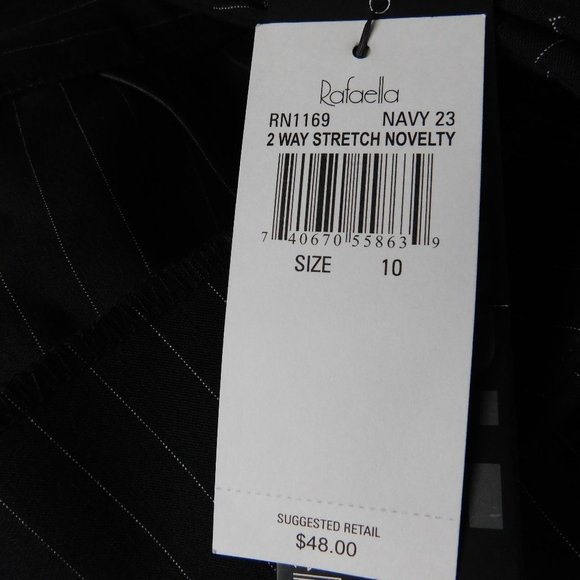 Rafaella
RN1169 NAVY 23
2 WAY STRETCH NOVELTY
7 40670 55863 9
SIZE 10
SUGGESTED RETAIL
$48.00